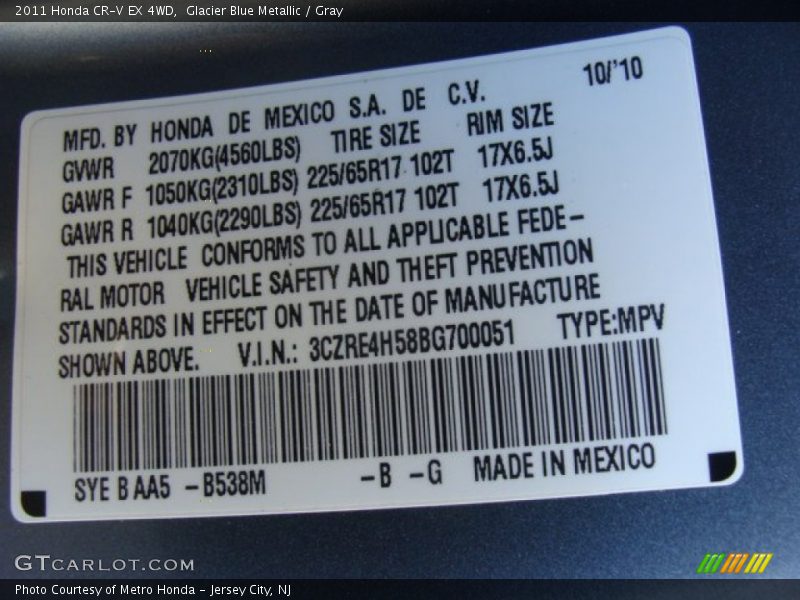 2011 Honda CR-V EX 4WD,  Glacier Blue Metallic / Gray
10/'10
MFD. BY HONDA DE MEXICO S.A. DE C.V.
GVWR 2070KG(4560LBS) TIRE SIZE RIM SIZE
GAWR F 1050KG(2310LBS) 225/65R17 102T 17X6.5J
GAWR R 1040KG(2290LBS) 225/65R17 102T 17X6.5J
THIS VEHICLE CONFORMS TO ALL APPLICABLE FEDE-
RAL MOTOR VEHICLE SAFETY AND THEFT PREVENTION
STANDARDS IN EFFECT ON THE DATE OF MANUFACTURE
SHOWN ABOVE. V.I.N.: 3CZRE4H58BG700051 TYPE:MPV
SYE B AA5 -B538M -B -G MADE IN MEXICO
GTCARLOT.COM
Photo Courtesy of Metro Honda - Jersey City, NJ